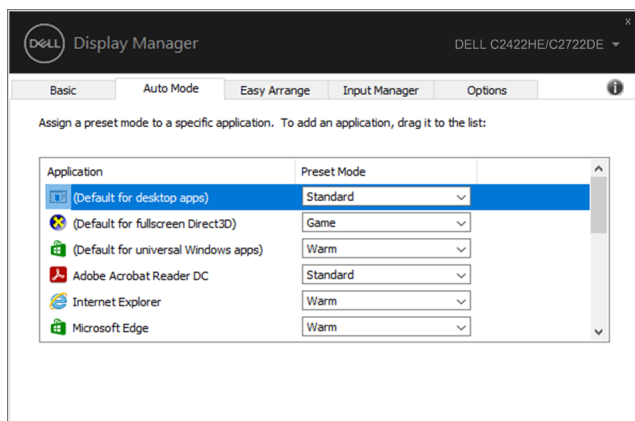 x
DELL Display Manager DELL C2422HE/C2722DE
Basic Auto Mode Easy Arrange Input Manager Options i
Assign a preset mode to a specific application. To add an application, drag it to the list:
Application Preset Mode
(Default for desktop apps) Standard
(Default for fullscreen Direct3D) Game
(Default for universal Windows apps) Warm
Adobe Acrobat Reader DC Standard
Internet Explorer Warm
Microsoft Edge Warm